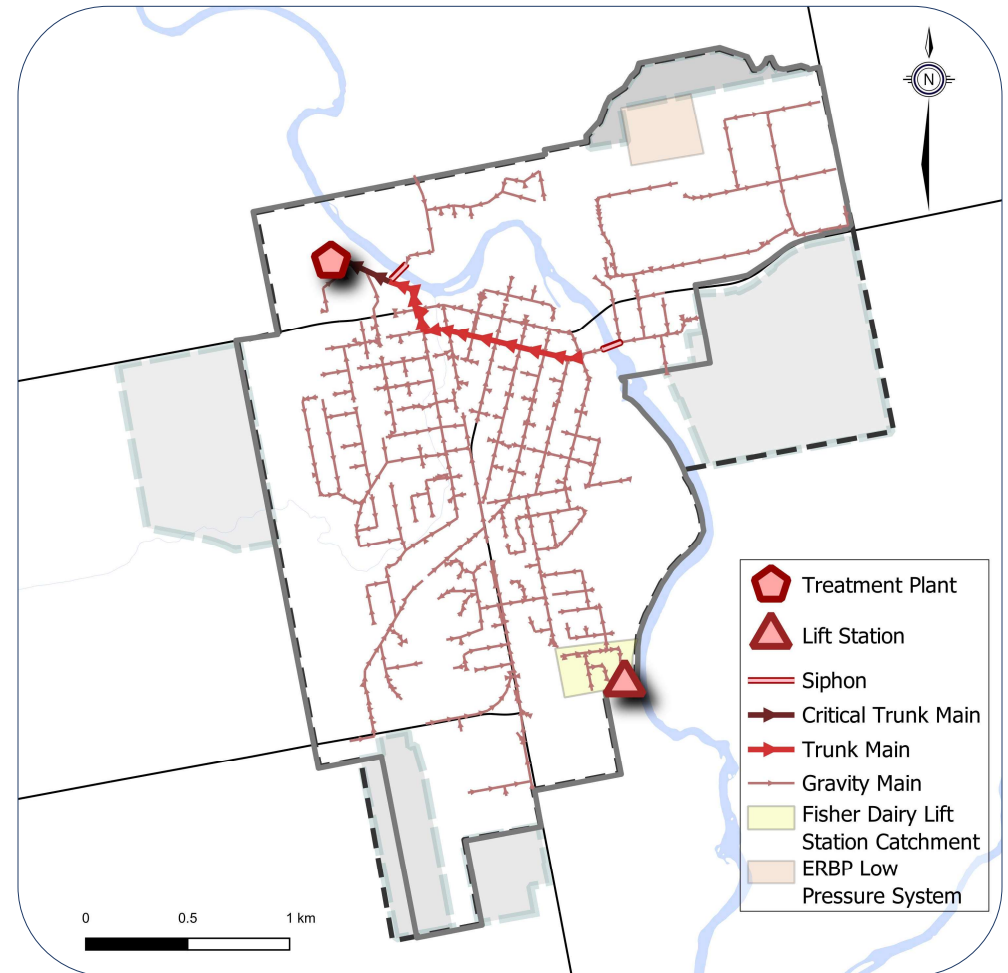 N
Treatment Plant
Lift Station
Siphon
Critical Trunk Main
Trunk Main
Gravity Main
Fisher Dairy Lift
Station Catchment
ERBP Low
Pressure System
0 0.5 1 km